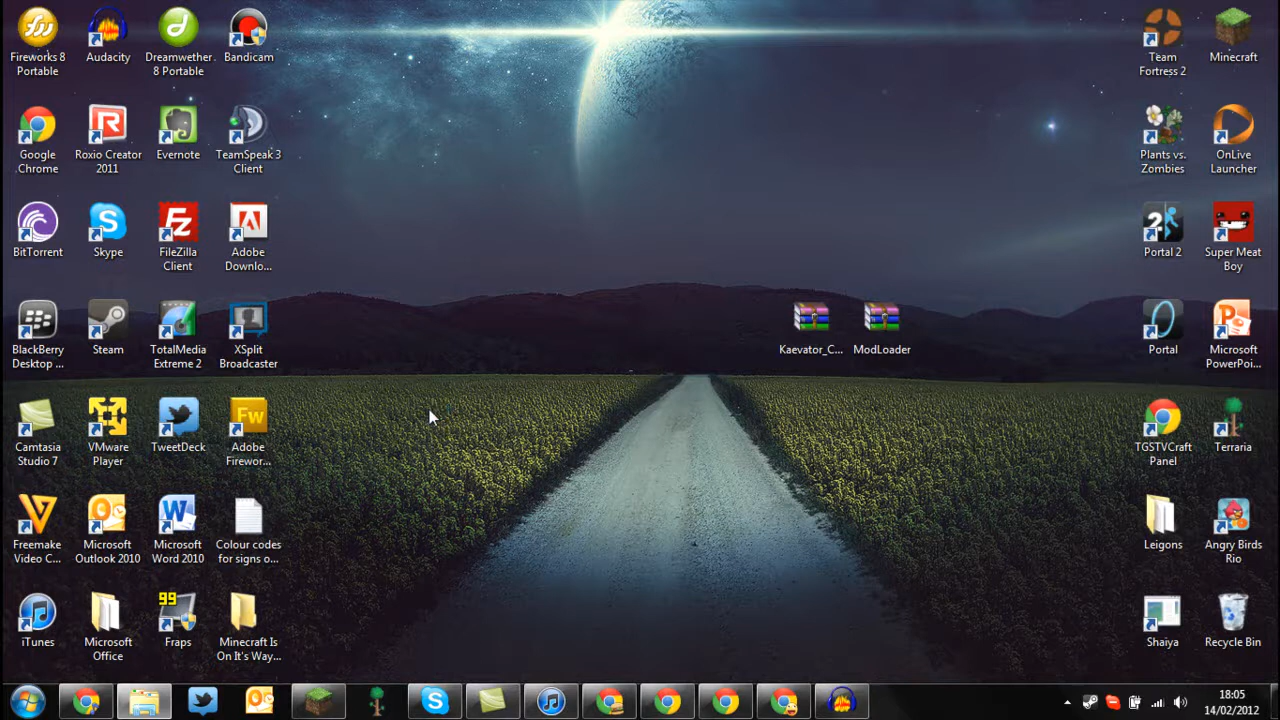 Fireworks 8
Portable
Audacity
Dreamwether
8 Portable
Bandicam
Team
Fortress 2
Minecraft
Google
Chrome
Roxio Creator
2011
Evernote
TeamSpeak 3
Client
Plants vs.
Zombies
OnLive
Launcher
BitTorrent
Skype
FileZilla
Client
Adobe
Downlo...
Portal 2
Super Meat
Boy
BlackBerry
Desktop ...
Steam
TotalMedia
Extreme 2
XSplit
Broadcaster
Kaevator_C...
ModLoader
Portal
Microsoft
PowerPoi...
Camtasia
Studio 7
VMware
Player
TweetDeck
Fw
Adobe
Firewor...
TGSTVCraft
Panel
Terraria
Freemake
Video C...
Microsoft
Outlook 2010
Microsoft
Word 2010
Colour codes
for signs o...
Leigons
Angry Birds
Rio
iTunes
Microsoft
Office
99
Fraps
Minecraft Is
On It's Way...
Shaiya
Recycle Bin
18:05
14/02/2012